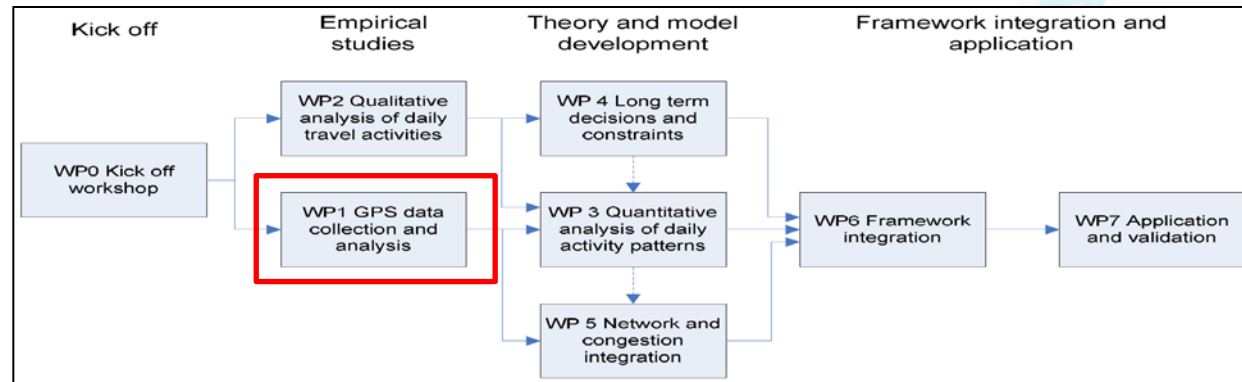 Kick off
Empirical
studies
Theory and model
development
Framework integration and
application
WP0 Kick off
workshop
WP2 Qualitative
analysis of daily
travel activities
WP1 GPS data
collection and
analysis
WP 4 Long term
decisions and
constraints
WP 3 Quantitative
analysis of daily
activity patterns
WP 5 Network and
congestion
integration
WP6 Framework
integration
WP7 Application
and validation